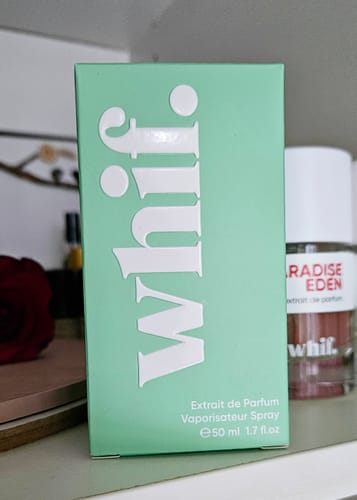 whif.
Extrait de Parfum
Vaporisateur Spray
℮50 ml 1.7 fl.oz
ARADISE
EDEN
extrait de parfum
whif.